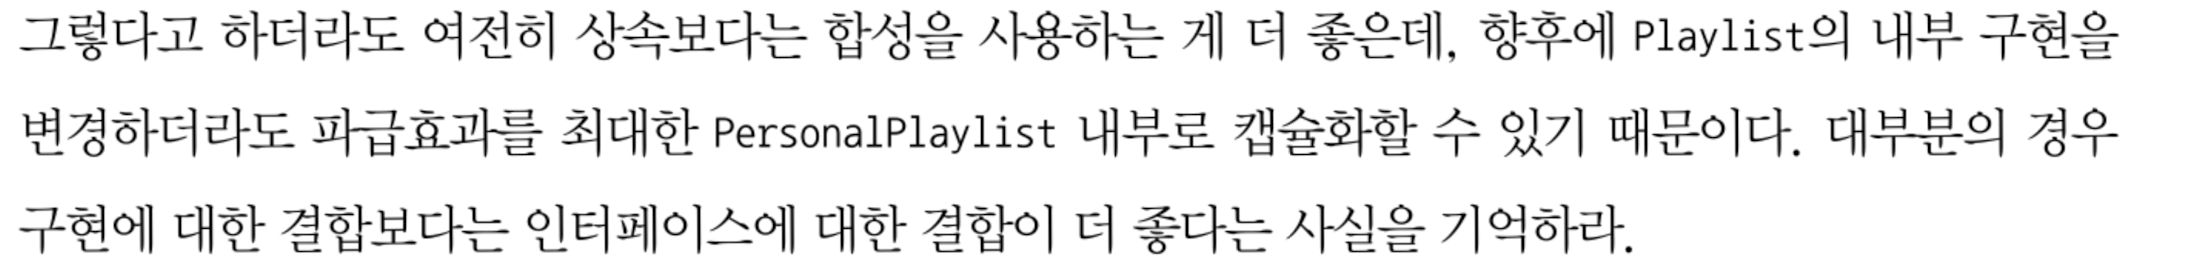 그렇다고 하더라도 여전히 상속보다는 합성을 사용하는 게 더 좋은데, 향후에 Playlist의 내부 구현을
변경하더라도 파급효과를 최대한 PersonalPlaylist 내부로 캡슐화할 수 있기 때문이다. 대부분의 경우
구현에 대한 결합보다는 인터페이스에 대한 결합이 더 좋다는 사실을 기억하라.